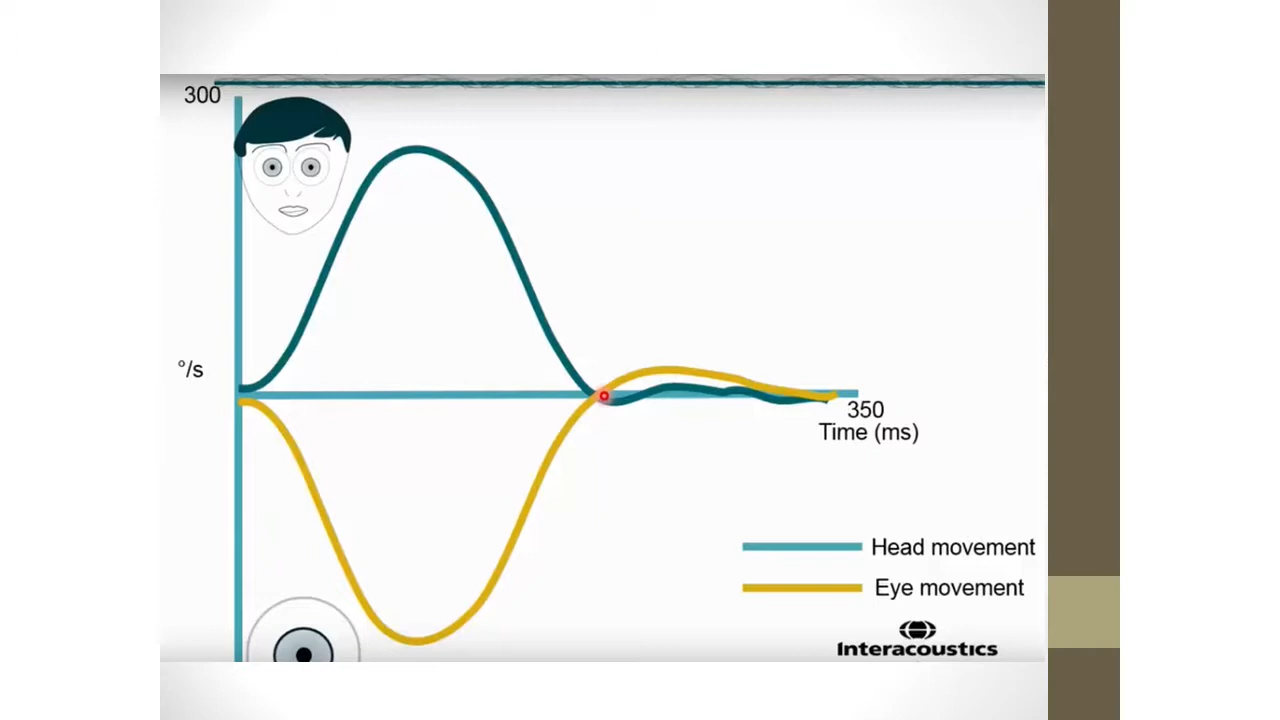 300
°/s
350
Time (ms)
Head movement
Eye movement
Interacoustics